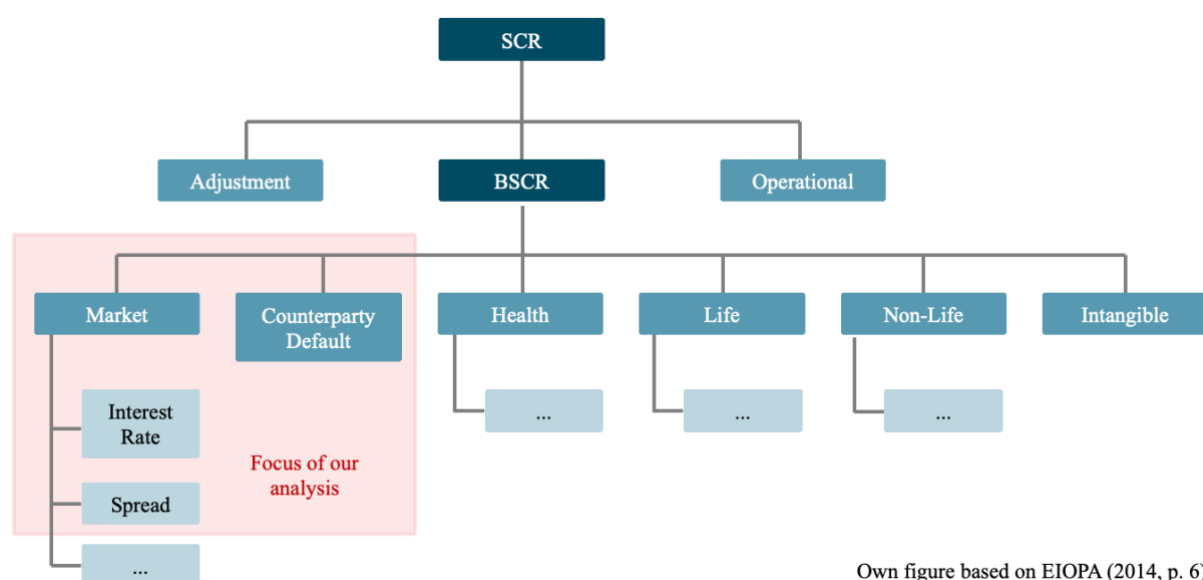 SCR
Adjustment
BSCR
Operational
Market
Counterparty
Default
Health
Life
Non-Life
Intangible
Interest
Rate
...
...
...
Focus of our
analysis
Spread
...
Own figure based on EIOPA (2014, p. 6